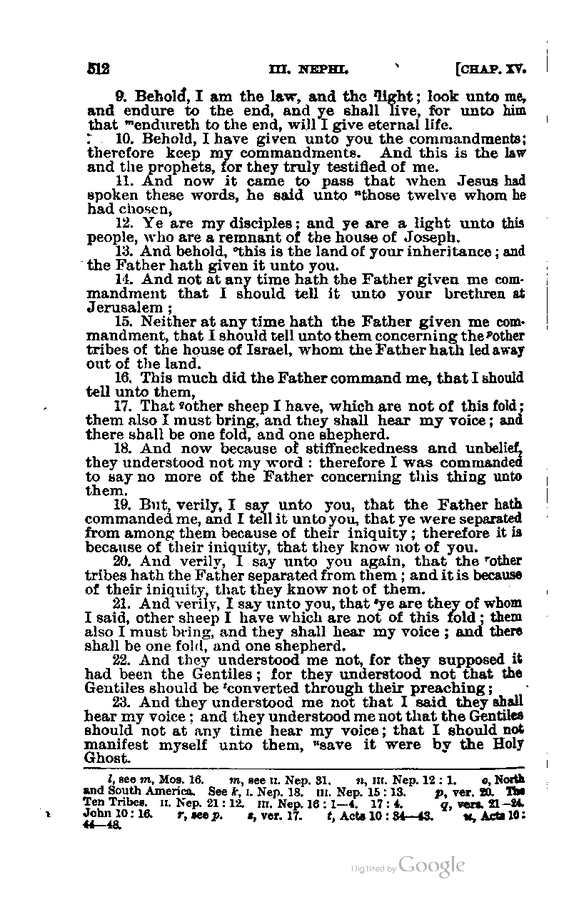 512 III. NEPHI. [CHAP. XV.
9. Behold, I am the law, and the ˡlight; look unto me,
and endure to the end, and ye shall live, for unto him
that ᵐendureth to the end, will I give eternal life.
10. Behold, I have given unto you the commandments;
therefore keep my commandments. And this is the law
and the prophets, for they truly testified of me.
11. And now it came to pass that when Jesus had
spoken these words, he said unto ⁿthose twelve whom he
had chosen,
12. Ye are my disciples; and ye are a light unto this
people, who are a remnant of the house of Joseph.
13. And behold, ᵒthis is the land of your inheritance; and
the Father hath given it unto you.
14. And not at any time hath the Father given me com-
mandment that I should tell it unto your brethren at
Jerusalem;
15. Neither at any time hath the Father given me com-
mandment, that I should tell unto them concerning the ᵖother
tribes of the house of Israel, whom the Father hath led away
out of the land.
16. This much did the Father command me, that I should
tell unto them,
17. That qother sheep I have, which are not of this fold;
them also I must bring, and they shall hear my voice; and
there shall be one fold, and one shepherd.
18. And now because of stiffneckedness and unbelief,
they understood not my word: therefore I was commanded
to say no more of the Father concerning this thing unto
them.
19. But, verily, I say unto you, that the Father hath
commanded me, and I tell it unto you, that ye were separated
from among them because of their iniquity; therefore it is
because of their iniquity, that they know not of you.
20. And verily, I say unto you again, that the ʳother
tribes hath the Father separated from them; and it is because
of their iniquity, that they know not of them.
21. And verily, I say unto you, that ˢye are they of whom
I said, other sheep I have which are not of this fold; them
also I must bring, and they shall hear my voice; and there
shall be one fold, and one shepherd.
22. And they understood me not, for they supposed it
had been the Gentiles; for they understood not that the
Gentiles should be ᵗconverted through their preaching;
23. And they understood me not that I said they shall
hear my voice; and they understood me not that the Gentiles
should not at any time hear my voice; that I should not
manifest myself unto them, ᵘsave it were by the Holy
Ghost.
l, see m, Mos. 16. m, see II. Nep. 31. n, III. Nep. 12:1. o, North
and South America. See k, I. Nep. 18. III. Nep. 15:13. p, ver. 20. The
Ten Tribes. II. Nep. 21:12. III. Nep. 16:1—4. 17:4. q, vers. 21—24.
John 10:16. r, see p. s, ver. 17. t, Acts 10:34—48. u, Acts 10:
44—48.
Digitized by Google